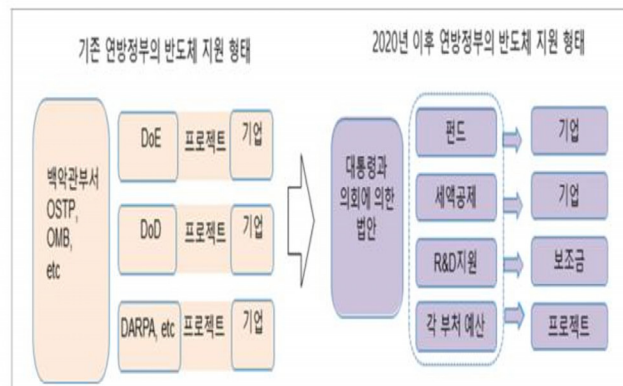 기존 연방정부의 반도체 지원 형태
백악관부서
OSTP,
OMB,
etc
DoE
프로젝트
기업
DoD
프로젝트
기업
DARPA, etc
프로젝트
기업
2020년 이후 연방정부의 반도체 지원 형태
대통령과
의회에 의한
법안
펀드
기업
세액공제
기업
R&D지원
보조금
각 부처 예산
프로젝트